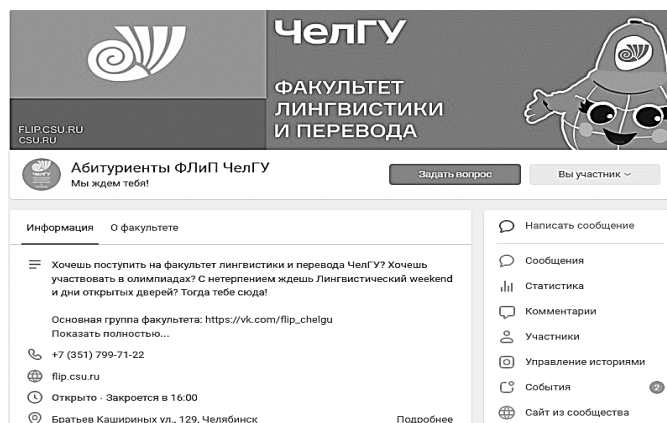 ЧелГУ
ФАКУЛЬТЕТ
ЛИНГВИСТИКИ
И ПЕРЕВОДА
FLIP.CSU.RU
CSU.RU
Абитуриенты ФЛиП ЧелГУ
Мы ждем тебя!
Задать вопрос
Вы участник
Информация
О факультете
Хочешь поступить на факультет лингвистики и перевода ЧелГУ? Хочешь
участвовать в олимпиадах? С нетерпением ждешь Лингвистический weekend
и дни открытых дверей? Тогда тебе сюда!
Основная группа факультета: https://vk.com/flip_chelgu
Показать полностью...
+7 (351) 799-71-22
flip.csu.ru
Открыто · Закроется в 16:00
Братьев Кашириных ул., 129, Челябинск
Подробнее
Написать сообщение
Сообщения
Статистика
Комментарии
Участники
Управление историями
События 2
Сайт из сообщества